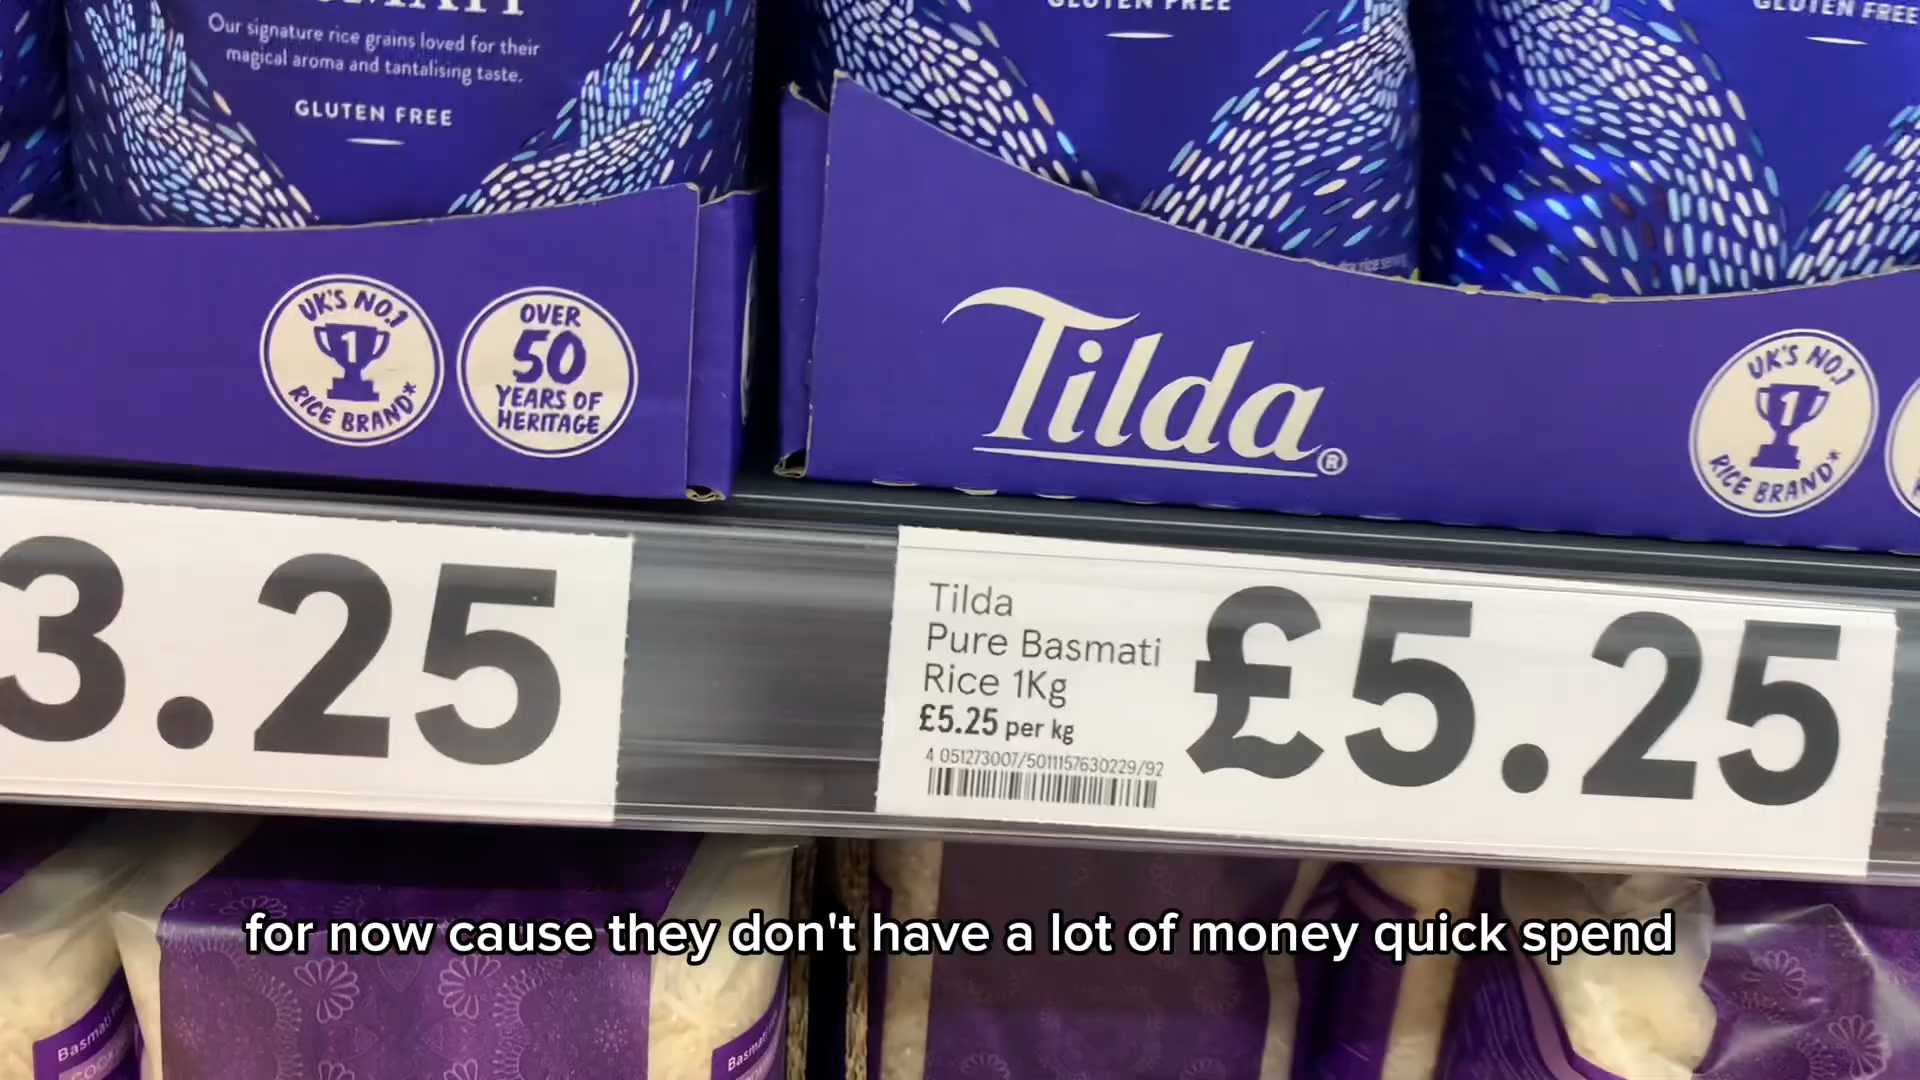 Our signature rice grains loved for their
magical aroma and tantalising taste.
GLUTEN FREE
GLUTEN FREE
GLUTEN FREE
UK'S NO.1
1
RICE BRAND*
OVER
50
YEARS OF
HERITAGE
Tilda®
UK'S NO.1
1
RICE BRAND*
3.25
Tilda
Pure Basmati
Rice 1Kg
£5.25 per kg
4 051273007/5011157630229/92
£5.25
for now cause they don't have a lot of money quick spend
Basmati
Basmati